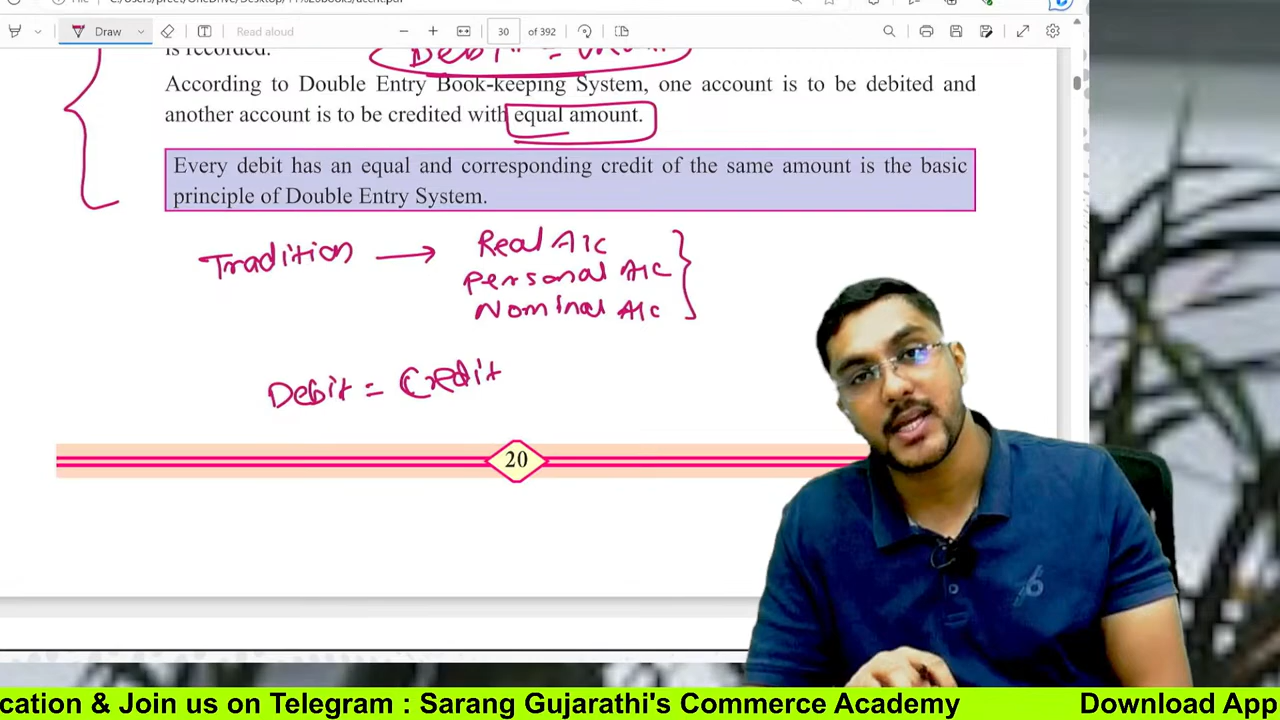 Draw
Read aloud
30 of 392
is recorded.
According to Double Entry Book-keeping System, one account is to be debited and
another account is to be credited with equal amount.
Every debit has an equal and corresponding credit of the same amount is the basic
principle of Double Entry System.
Tradition → Real A/c
Personal A/c
Nominal A/c
Debit = Credit
20
cation & Join us on Telegram : Sarang Gujarathi's Commerce Academy Download App